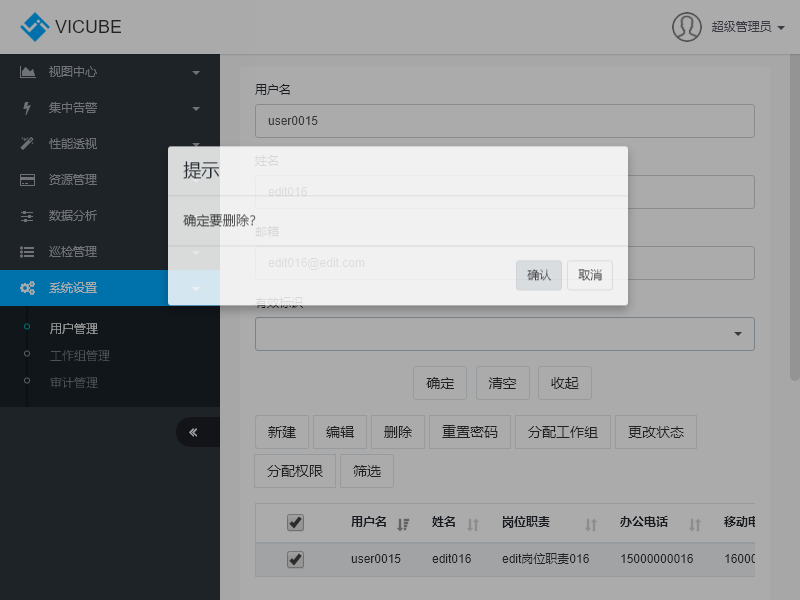 VICUBE
超级管理员
视图中心
集中告警
性能透视
资源管理
数据分析
巡检管理
系统设置
用户管理
工作组管理
审计管理
用户名
user0015
提示
姓名
edit016
确定要删除?
邮箱
edit016@edit.com
确认 取消
有效标识
确定 清空 收起
新建 编辑 删除 重置密码 分配工作组 更改状态
分配权限 筛选
用户名 姓名 岗位职责 办公电话 移动电
user0015 edit016 edit岗位职责016 15000000016 16000